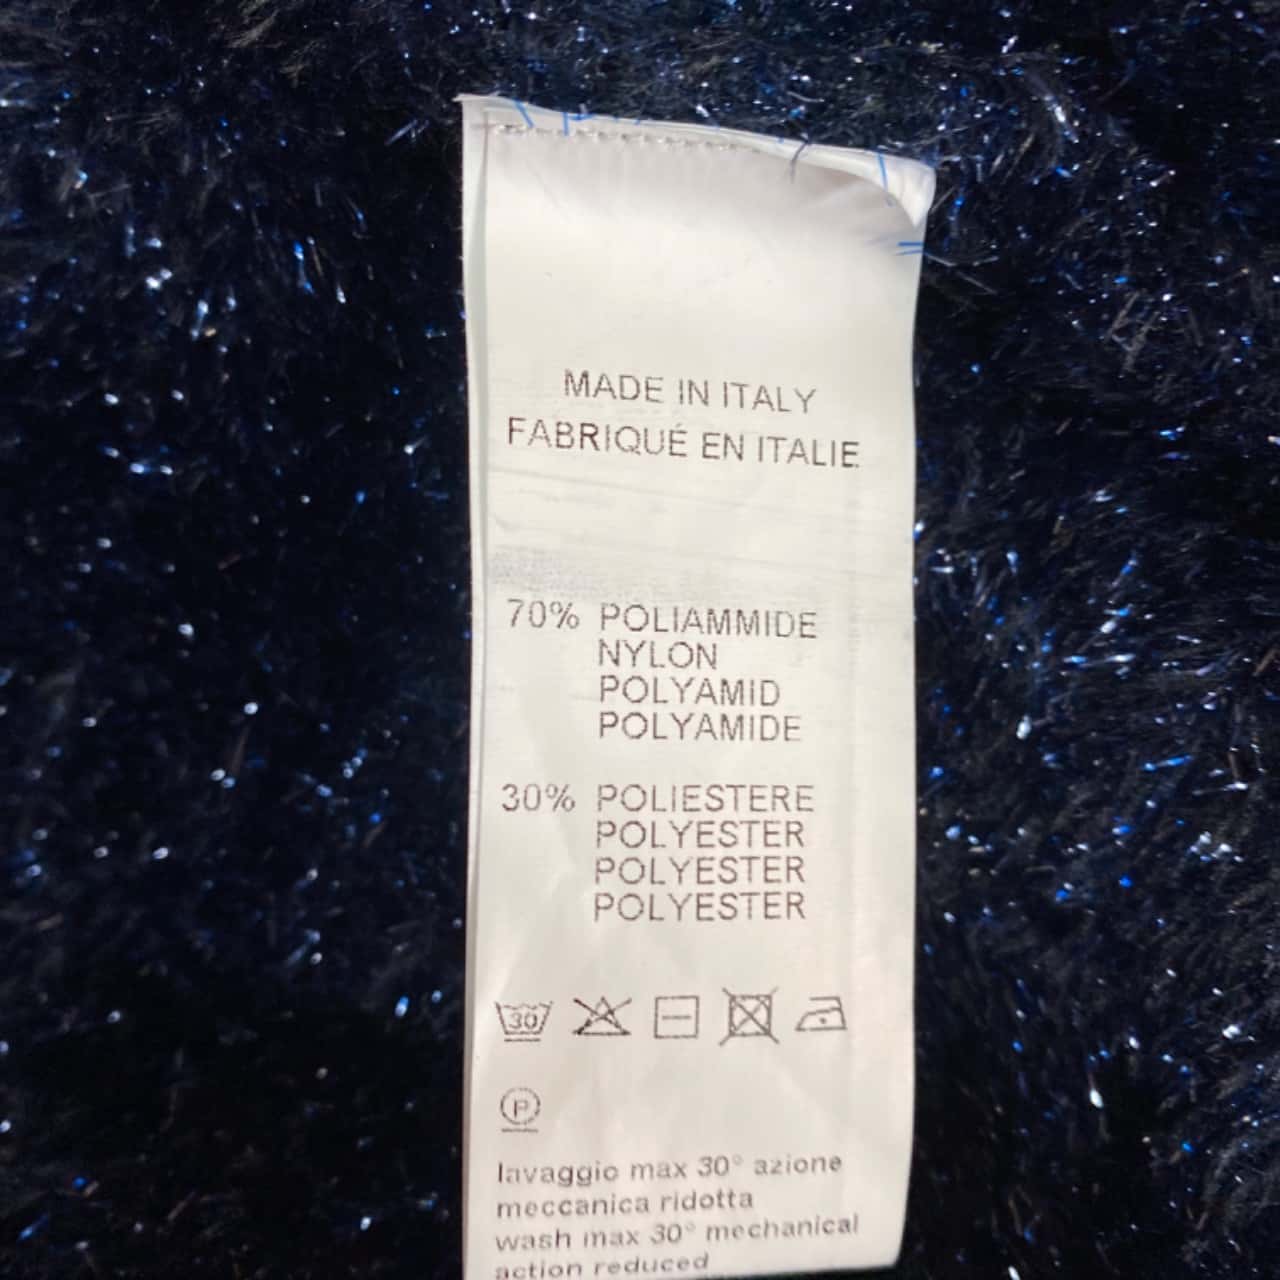 MADE IN ITALY
FABRIQUÉ EN ITALIE
70% POLIAMMIDE
NYLON
POLYAMID
POLYAMIDE
30% POLIESTERE
POLYESTER
POLYESTER
POLYESTER
30
P
lavaggio max 30° azione
meccanica ridotta
wash max 30° mechanical
action reduced